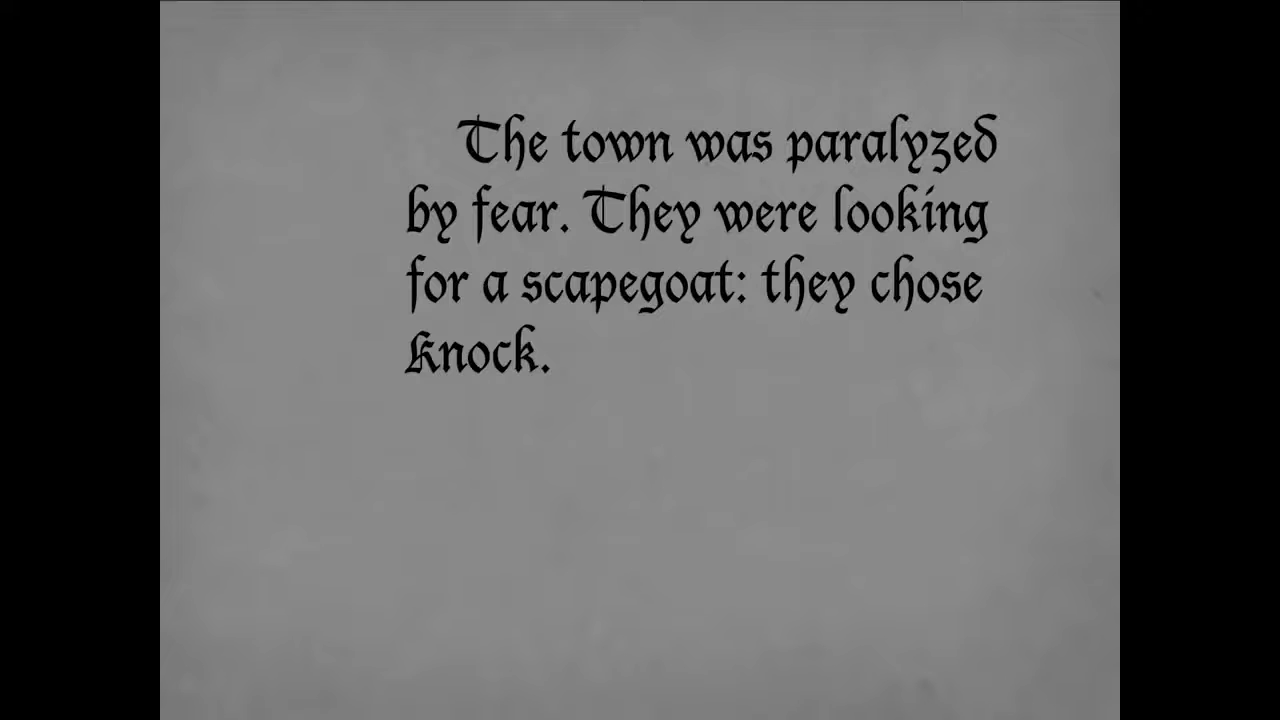 The town was paralyzed
by fear. They were looking
for a scapegoat: they chose
Knock.